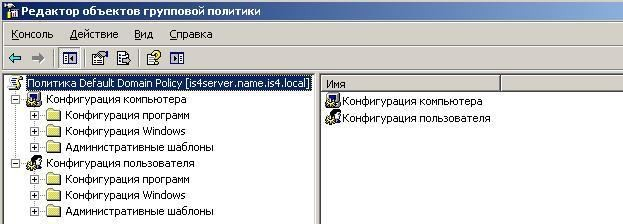 Редактор объектов групповой политики
Консоль Действие Вид Справка
Политика Default Domain Policy [is4server.name.is4.local]
Конфигурация компьютера
Конфигурация программ
Конфигурация Windows
Административные шаблоны
Конфигурация пользователя
Конфигурация программ
Конфигурация Windows
Административные шаблоны
Имя
Конфигурация компьютера
Конфигурация пользователя